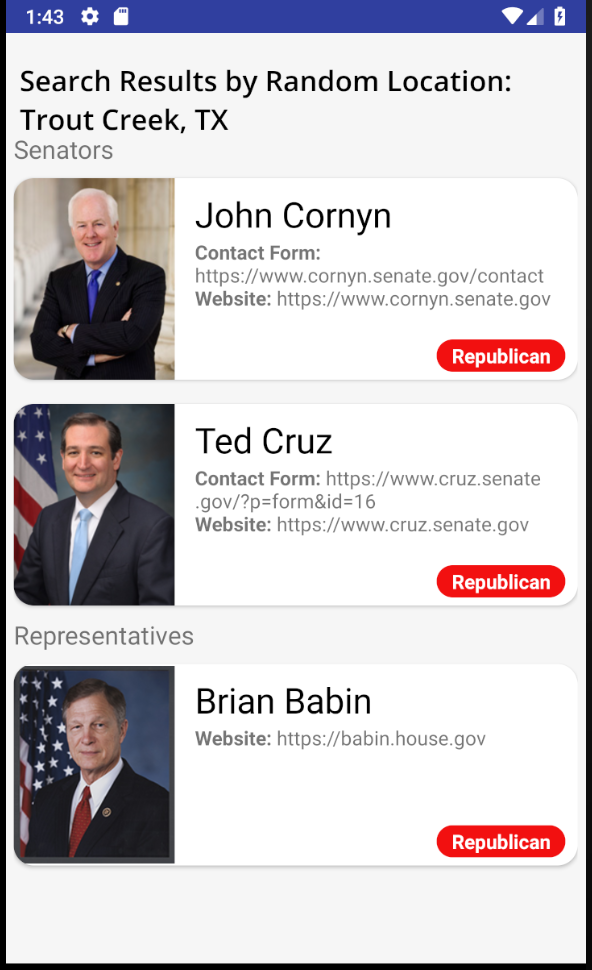 1:43
Search Results by Random Location:
Trout Creek, TX
Senators
John Cornyn
Contact Form:
https://www.cornyn.senate.gov/contact
Website: https://www.cornyn.senate.gov
Republican
Ted Cruz
Contact Form: https://www.cruz.senate
.gov/?p=form&id=16
Website: https://www.cruz.senate.gov
Republican
Representatives
Brian Babin
Website: https://babin.house.gov
Republican